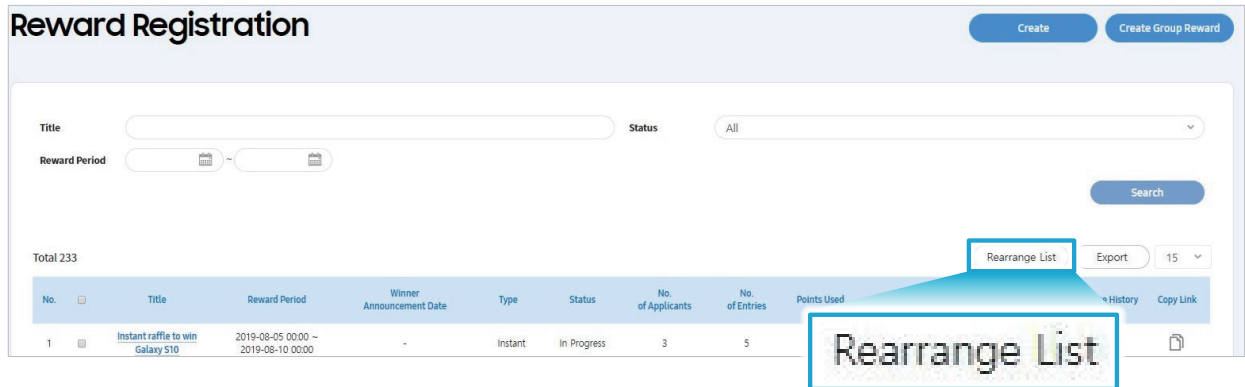 Reward Registration
Create
Create Group Reward
Title
Status
All
Reward Period
~
Search
Total 233
Rearrange List
Export
15
No.
Title
Reward Period
Winner
Announcement Date
Type
Status
No.
of Applicants
No.
of Entries
Points Used
History
Copy Link
1
Instant raffle to win
Galaxy S10
2019-08-05 00:00 ~
2019-08-10 00:00
-
Instant
In Progress
3
5
Rearrange List